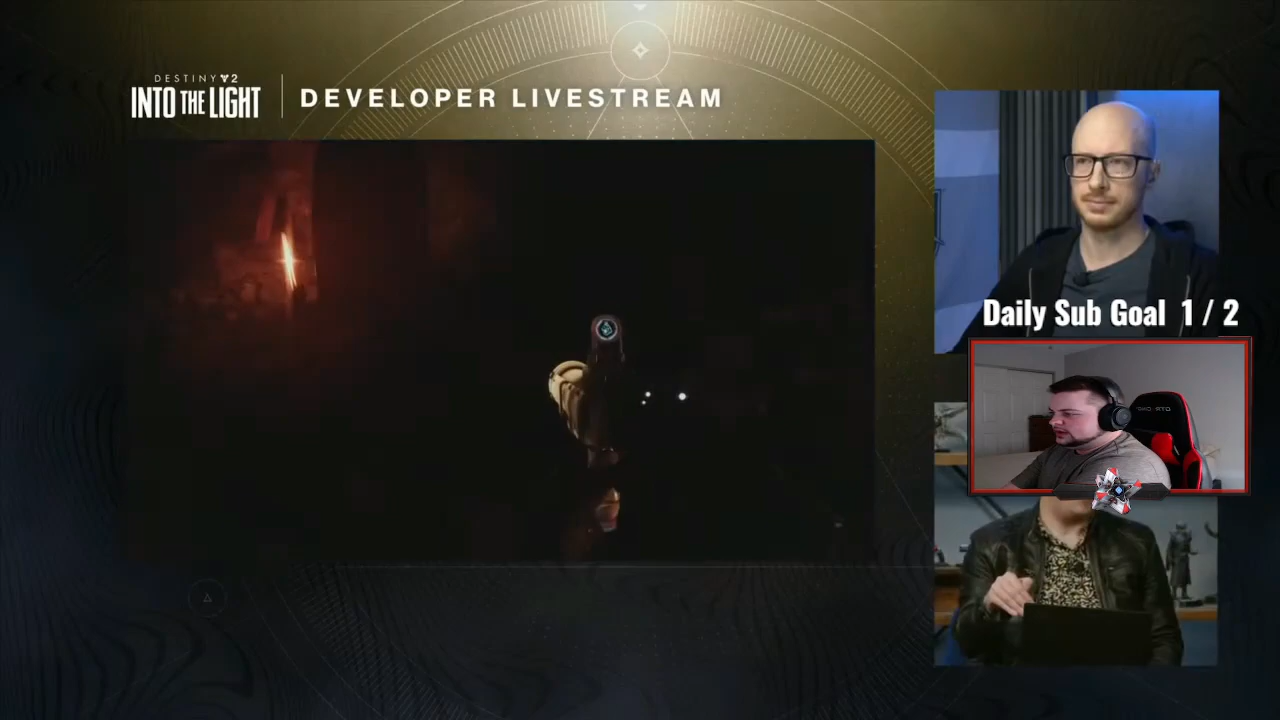 DESTINY 2
INTO THE LIGHT
DEVELOPER LIVESTREAM
Daily Sub Goal 1 / 2